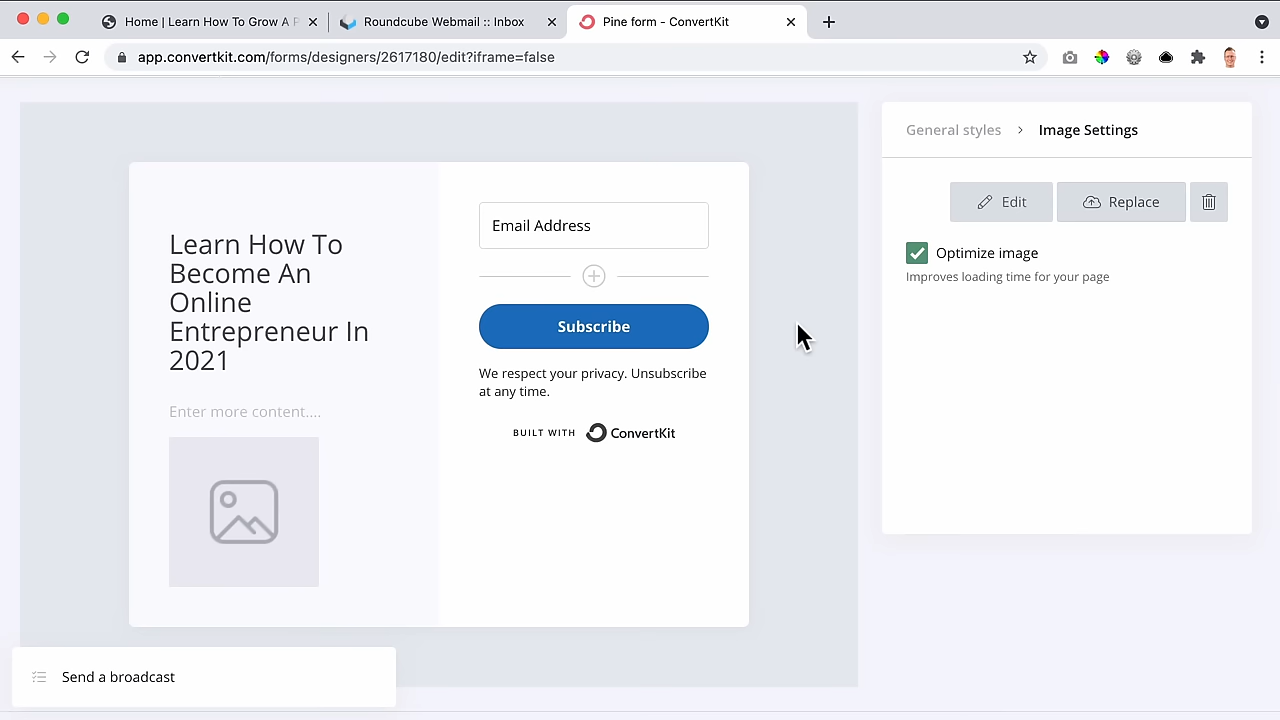 Home | Learn How To Grow A P
Roundcube Webmail :: Inbox
Pine form - ConvertKit
app.convertkit.com/forms/designers/2617180/edit?iframe=false
General styles > Image Settings
Edit
Replace
Optimize image
Improves loading time for your page
Learn How To
Become An
Online
Entrepreneur In
2021
Enter more content....
Email Address
Subscribe
We respect your privacy. Unsubscribe
at any time.
BUILT WITH ConvertKit
Send a broadcast